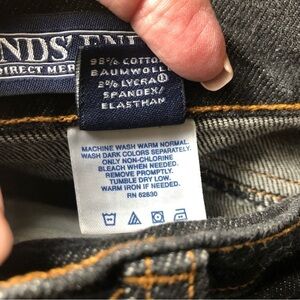 NDS' EN
DIRECT MER
98% COTTON
BAUMWOLL
2% LYCRA®
SPANDEX/
ELASTHAN
MACHINE WASH WARM NORMAL.
WASH DARK COLORS SEPARATELY.
ONLY NON-CHLORINE
BLEACH WHEN NEEDED.
REMOVE PROMPTLY.
TUMBLE DRY LOW.
WARM IRON IF NEEDED.
RN 62830